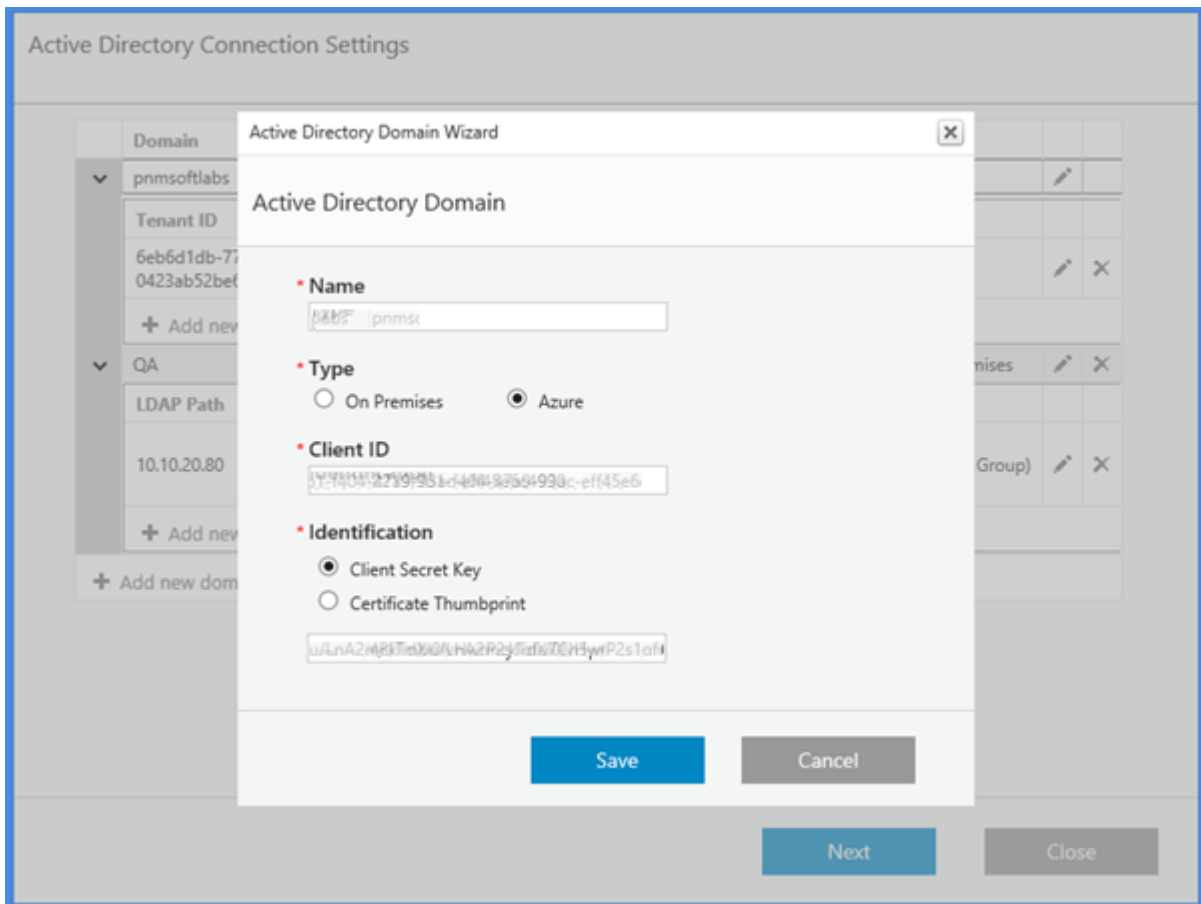 Active Directory Connection Settings
Active Directory Domain Wizard
Domain
pnmsoftlabs
Active Directory Domain
Tenant ID
6eb6d1db-77
0423ab52be6
* Name
+ Add new
QA
mises
* Type
On Premises
Azure
LDAP Path
* Client ID
10.10.20.80
Group)
* Identification
+ Add new
Client Secret Key
+ Add new dom
Certificate Thumbprint
Save
Cancel
Next
Close